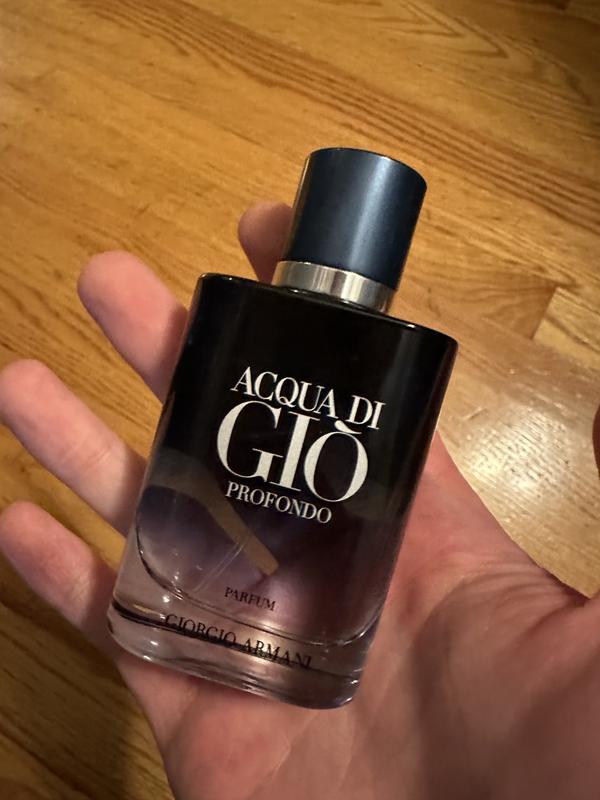 ACQUA DI
GIÒ
PROFONDO
PARFUM
GIORGIO ARMANI